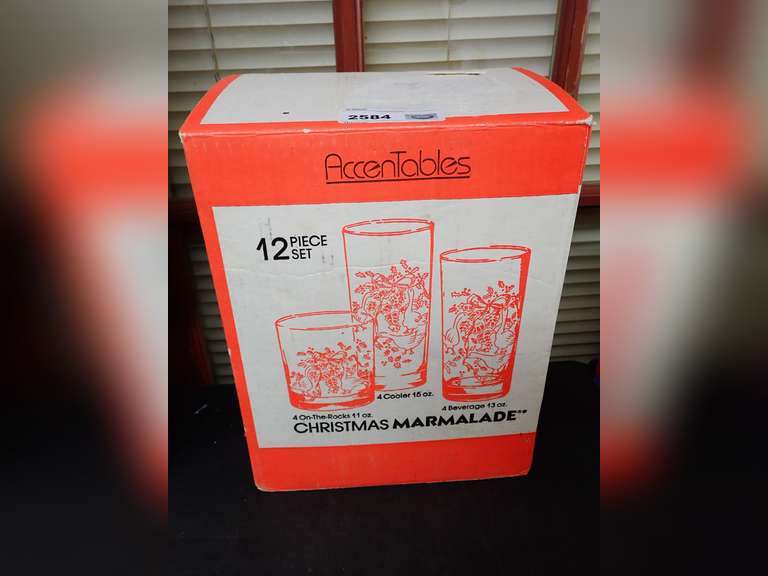 2584
AccenTables
12 PIECE SET
4 Cooler 15 oz.
4 Beverage 13 oz.
4 On-The-Rocks 11 oz.
CHRISTMAS MARMALADE